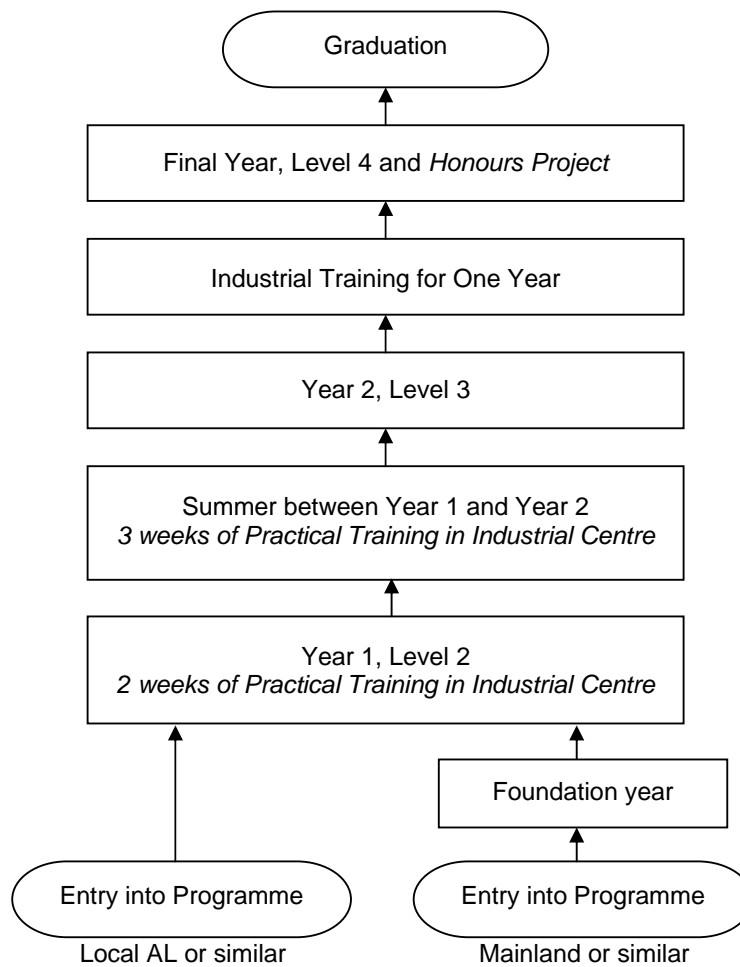 Graduation
Final Year, Level 4 and Honours Project
Industrial Training for One Year
Year 2, Level 3
Summer between Year 1 and Year 2
3 weeks of Practical Training in Industrial Centre
Year 1, Level 2
2 weeks of Practical Training in Industrial Centre
Foundation year
Entry into Programme
Entry into Programme
Local AL or similar
Mainland or similar